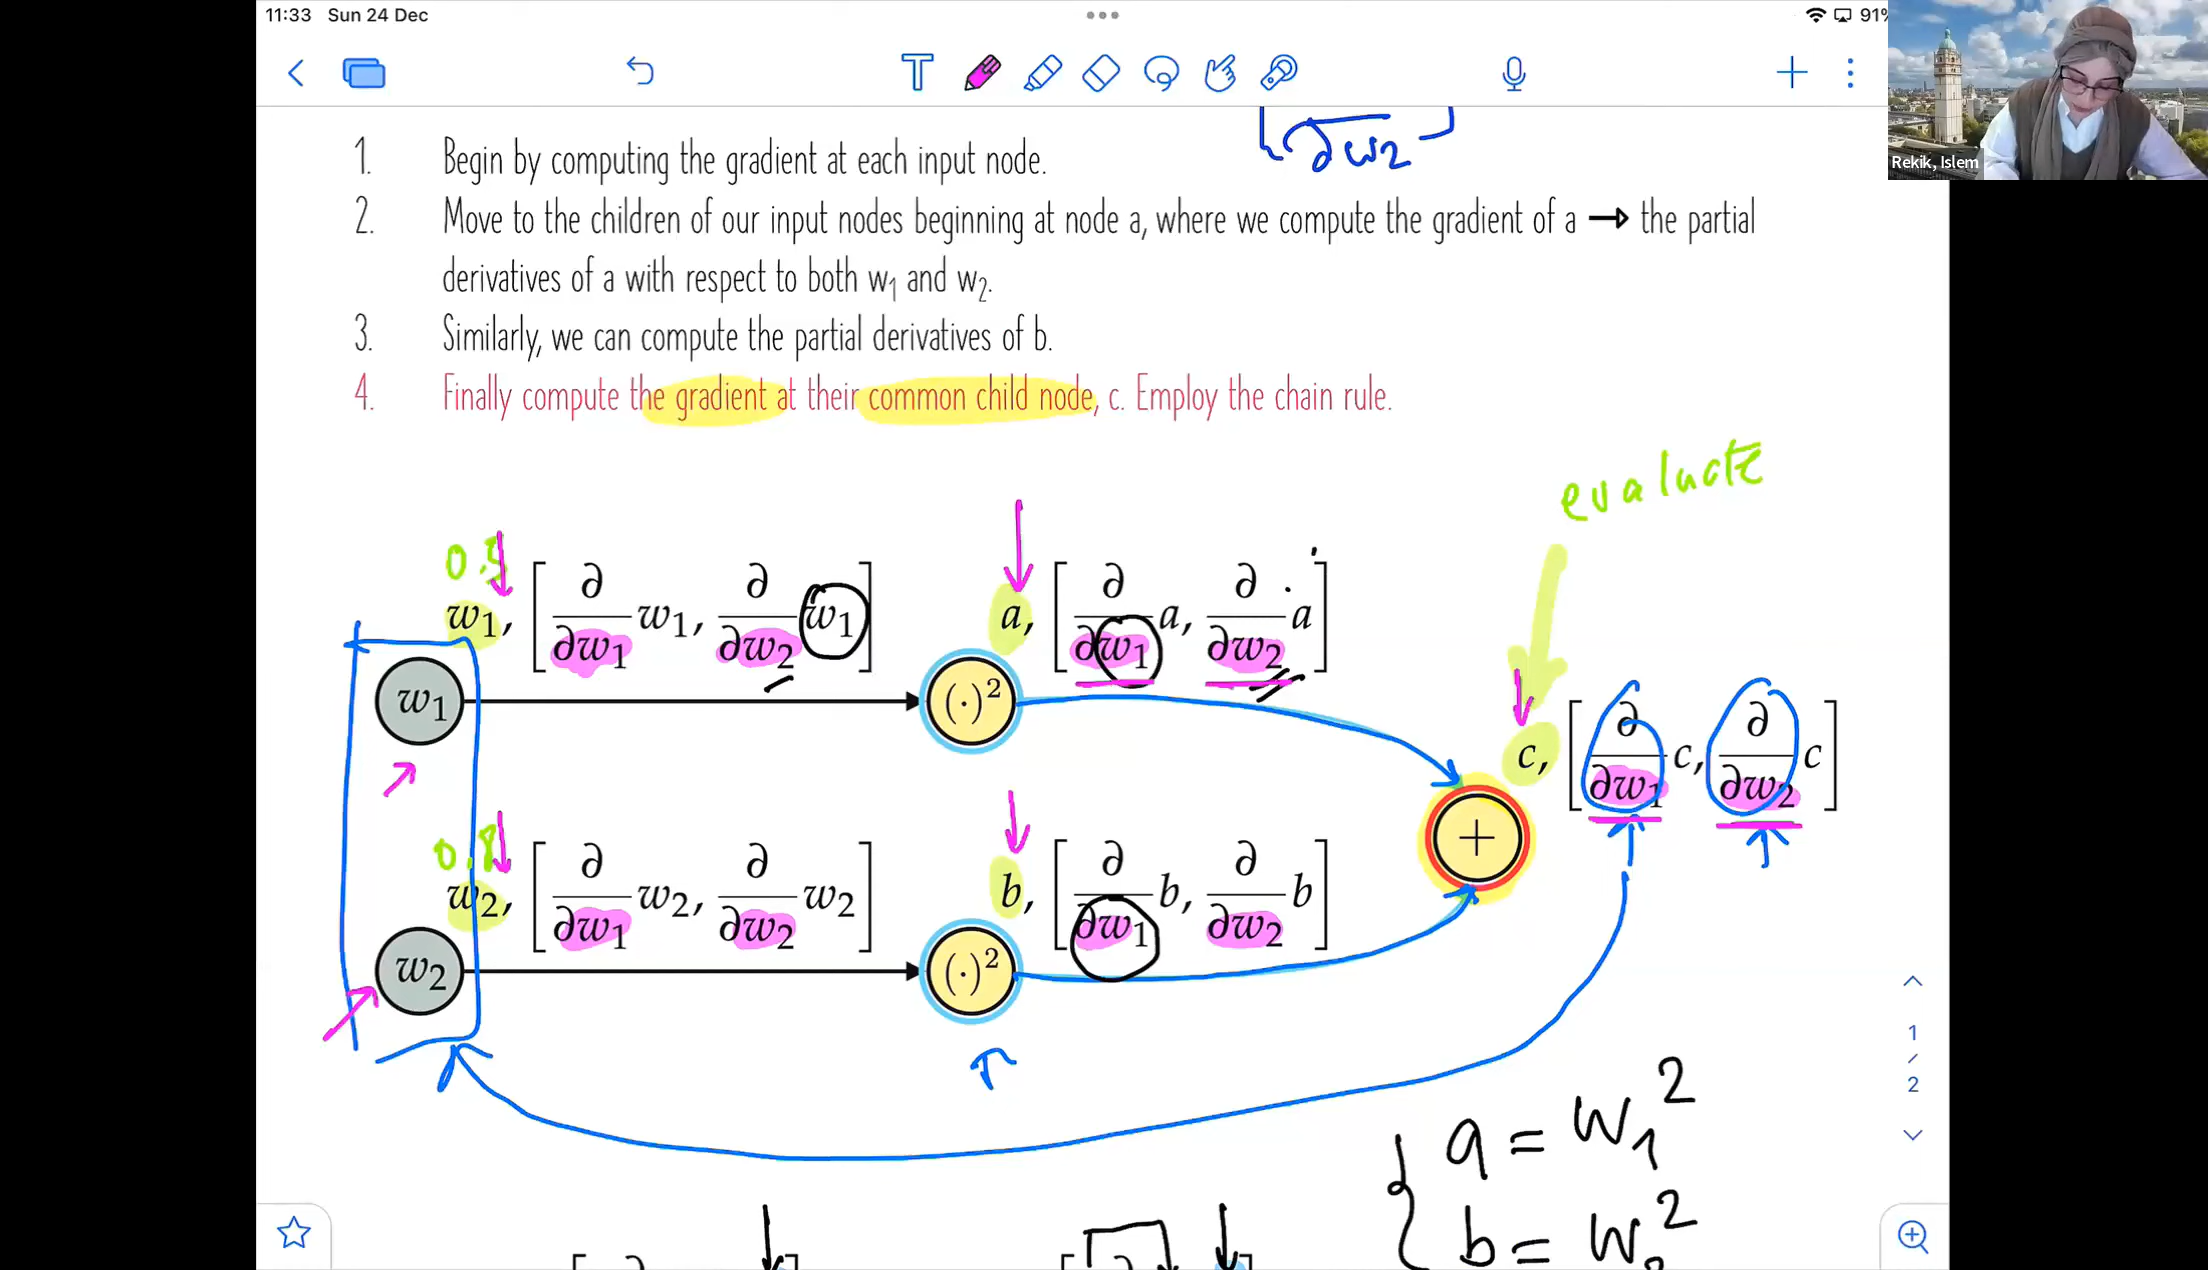 11:33 Sun 24 Dec
91%
Rekik, Islem
∂w2
1. Begin by computing the gradient at each input node.
2. Move to the children of our input nodes beginning at node a, where we compute the gradient of a → the partial
derivatives of a with respect to both w₁ and w₂.
3. Similarly, we can compute the partial derivatives of b.
4. Finally compute the gradient at their common child node, c. Employ the chain rule.
evaluate
0.5
w₁, [∂/∂w₁ w₁, ∂/∂w₂ w₁]
a, [∂/∂w₁ a, ∂/∂w₂ a]
w₁
(·)²
c, [∂/∂w₁ c, ∂/∂w₂ c]
+
w₂, [∂/∂w₁ w₂, ∂/∂w₂ w₂]
b, [∂/∂w₁ b, ∂/∂w₂ b]
w₂
(·)²
1
/
2
a = w₁²
b = w₂²